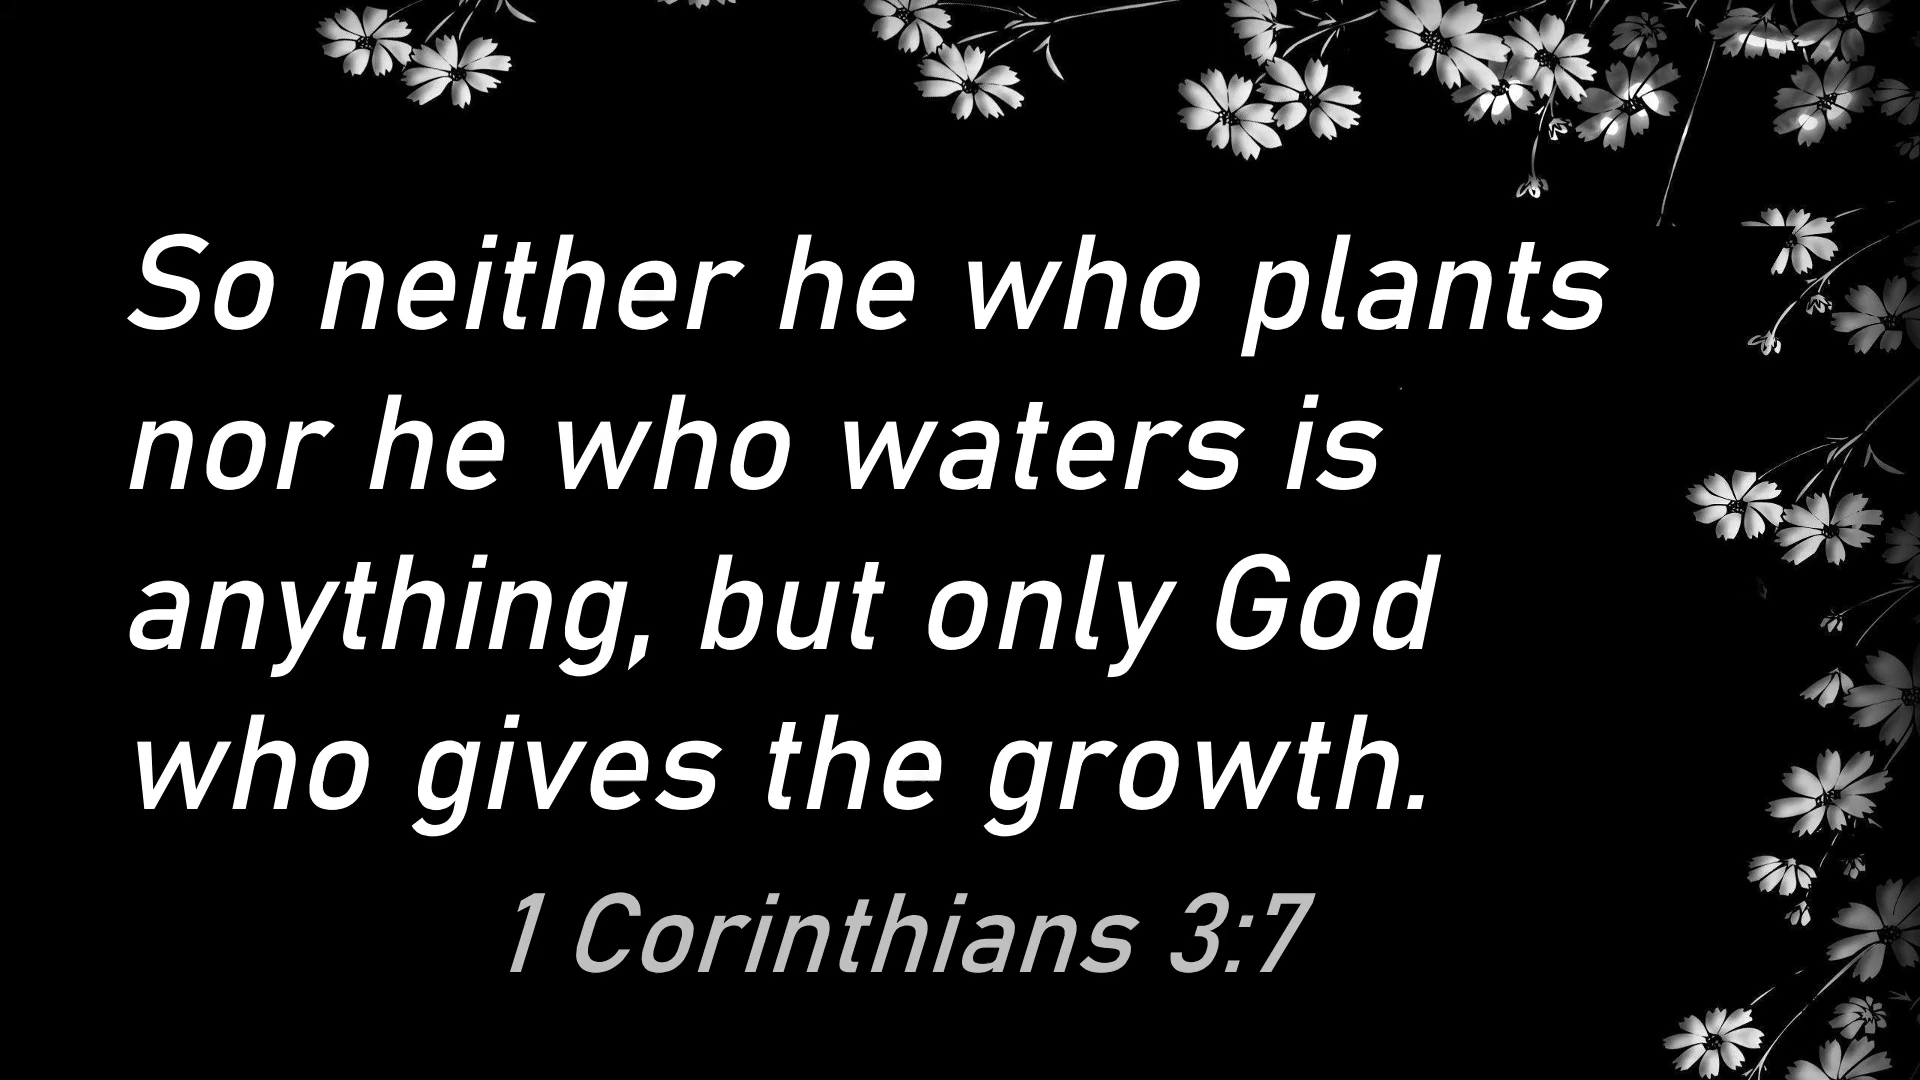 So neither he who plants
nor he who waters is
anything, but only God
who gives the growth.
1 Corinthians 3:7